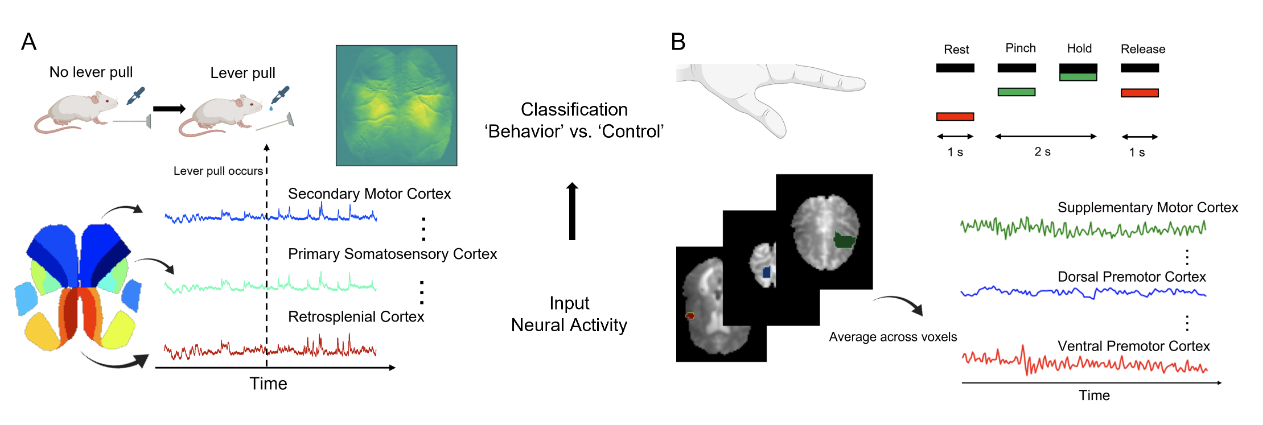 A
No lever pull
Lever pull
Lever pull occurs
Secondary Motor Cortex
Primary Somatosensory Cortex
Retrosplenial Cortex
Time
Classification
‘Behavior’ vs. ‘Control’
Input
Neural Activity
B
Rest
Pinch
Hold
Release
1 s
2 s
1 s
Average across voxels
Supplementary Motor Cortex
Dorsal Premotor Cortex
Ventral Premotor Cortex
Time